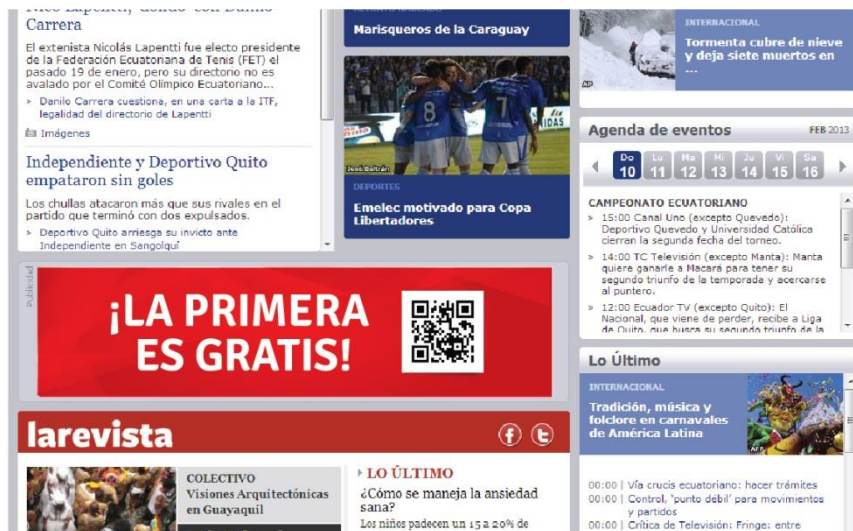 Nico Lapentti, 'dondo' con Danilo
Carrera
El extenista Nicolás Lapentti fue electo presidente
de la Federación Ecuatoriana de Tenis (FET) el
pasado 19 de enero, pero su directorio no es
avalado por el Comité Olímpico Ecuatoriano...
» Danilo Carrera cuestiona, en una carta a la ITF,
legalidad del directorio de Lapentti
Imágenes
Independiente y Deportivo Quito
empataron sin goles
Los chullas atacaron más que sus rivales en el
partido que terminó con dos expulsados.
» Deportivo Quito arriesga su invicto ante
Independiente en Sangolquí
Marisqueros de la Caraguay
8
7
IDAS
José Beltrán
DEPORTES
Emelec motivado para Copa
Libertadores
INTERNACIONAL
Tormenta cubre de nieve
y deja siete muertos en
...
AP
Agenda de eventos FEB 2013
Do Lu Ma Mi Ju Vi Sa
10 11 12 13 14 15 16
CAMPEONATO ECUATORIANO
» 15:00 Canal Uno (excepto Quevedo):
Deportivo Quevedo y Universidad Católica
cierran la segunda fecha del torneo.
» 14:00 TC Televisión (excepto Manta): Manta
quiere ganarle a Macará para tener su
segundo triunfo de la temporada y acercarse
al puntero.
» 12:00 Ecuador TV (excepto Quito): El
Nacional, que viene de perder, recibe a Liga
de Quito, que busca su segundo triunfo de la
Publicidad
¡LA PRIMERA
ES GRATIS!
Lo Último
INTERNACIONAL
Tradición, música y
folclore en carnavales
de América Latina
AFP
00:00 | Vía crucis ecuatoriano: hacer trámites
00:00 | Control, 'punto débil' para movimientos
y partidos
00:00 | Crítica de Televisión: Fringe: entre
larevista
COLECTIVO
Visiones Arquitectónicas
en Guayaquil
LO ÚLTIMO
¿Cómo se maneja la ansiedad
sana?
Los niños padecen un 15 a 20% de